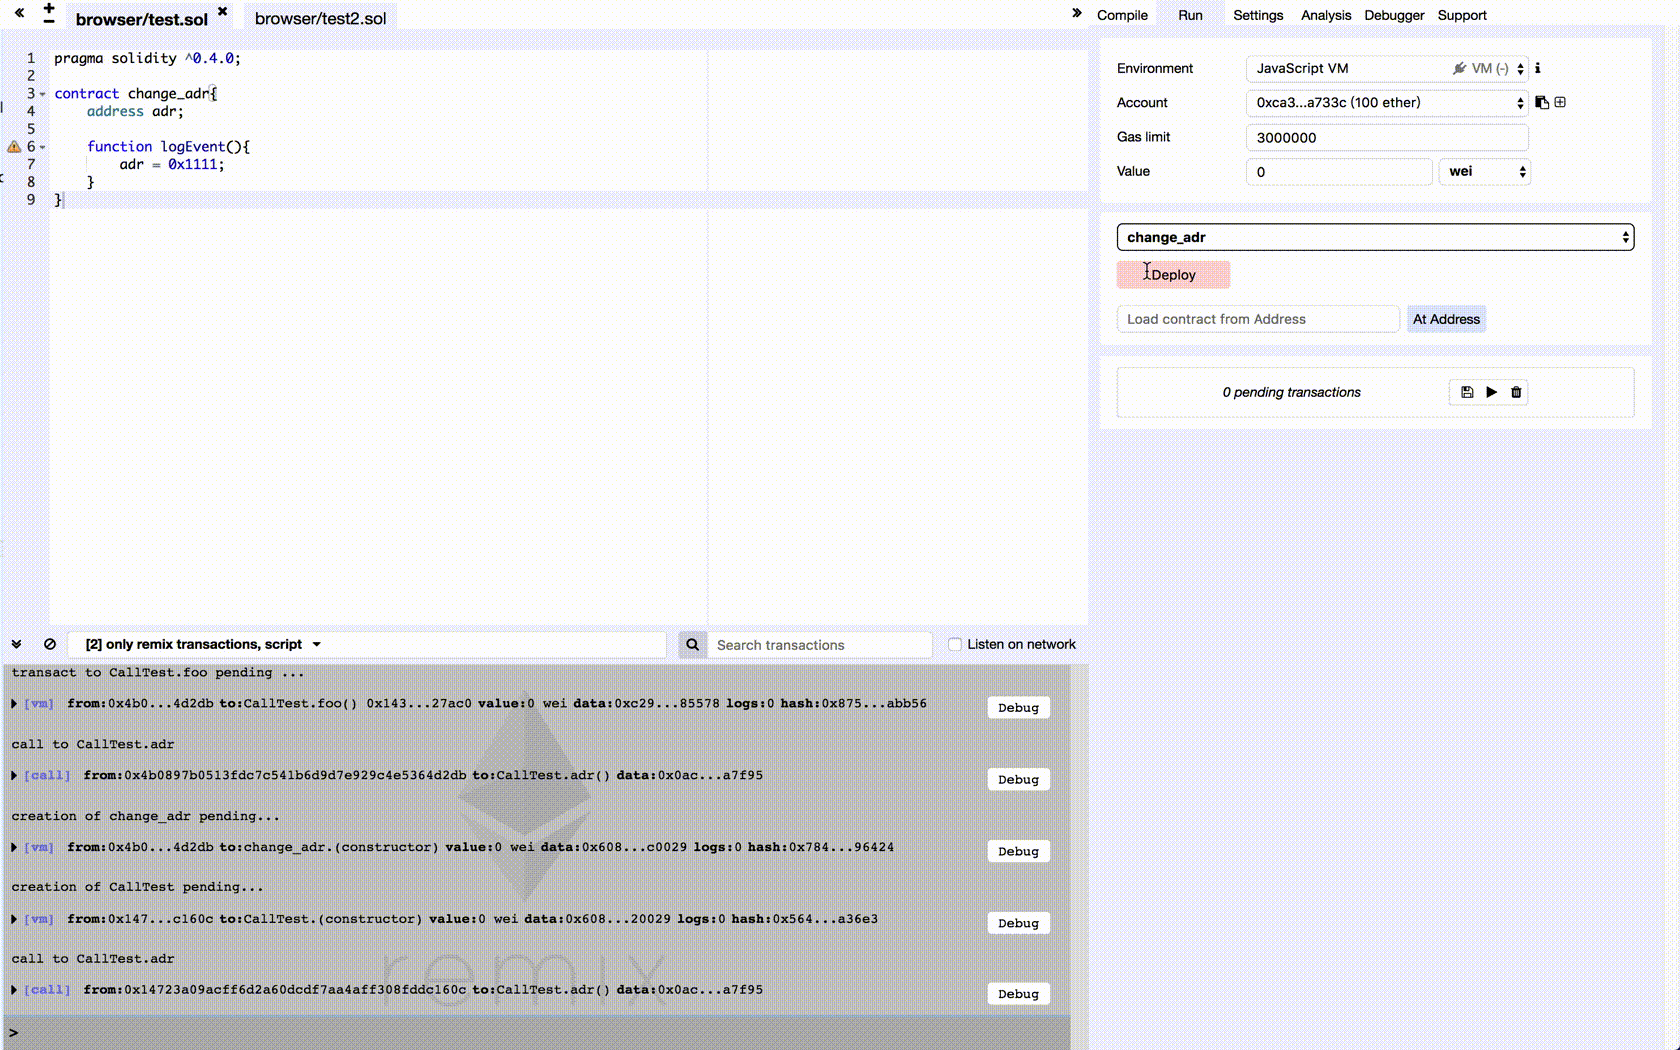 browser/test.sol browser/test2.sol
Compile Run Settings Analysis Debugger Support
1 pragma solidity ^0.4.0;
2
3 contract change_adr{
4 address adr;
5
6 function logEvent(){
7 adr = 0x1111;
8 }
9 }
Environment JavaScript VM VM (-)
Account 0xca3...a733c (100 ether)
Gas limit 3000000
Value 0 wei
change_adr
Deploy
Load contract from Address At Address
0 pending transactions
[2] only remix transactions, script Search transactions Listen on network
transact to CallTest.foo pending ...
[vm] from:0x4b0...4d2db to:CallTest.foo() 0x143...27ac0 value:0 wei data:0xc29...85578 logs:0 hash:0x875...abb56 Debug
call to CallTest.adr
[call] from:0x4b0897b0513fdc7c541b6d9d7e929c4e5364d2db to:CallTest.adr() data:0x0ac...a7f95 Debug
creation of change_adr pending...
[vm] from:0x4b0...4d2db to:change_adr.(constructor) value:0 wei data:0x608...c0029 logs:0 hash:0x784...96424 Debug
creation of CallTest pending...
[vm] from:0x147...c160c to:CallTest.(constructor) value:0 wei data:0x608...20029 logs:0 hash:0x564...a36e3 Debug
call to CallTest.adr
[call] from:0x14723a09acff6d2a60dcdf7aa4aff308fddc160c to:CallTest.adr() data:0x0ac...a7f95 Debug
remix
>